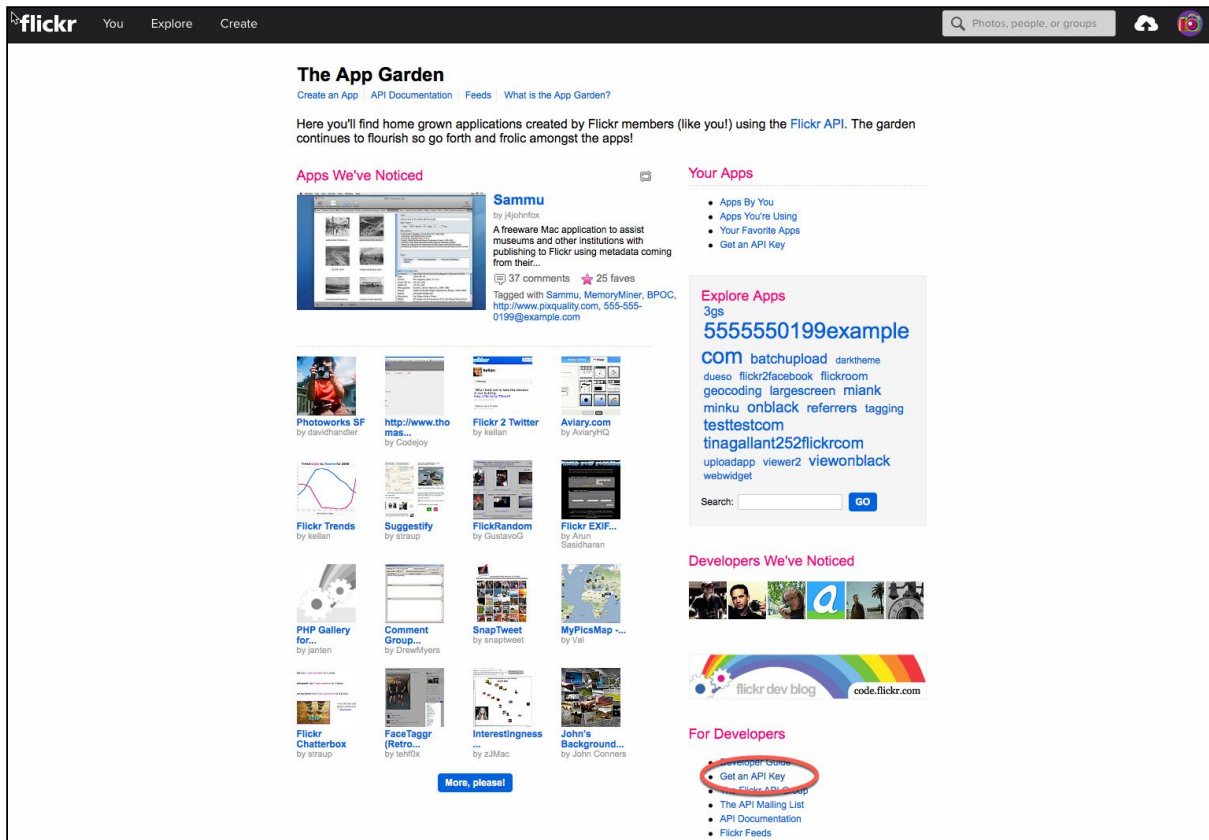 flickr You Explore Create Photos, people, or groups
The App Garden
Create an App API Documentation Feeds What is the App Garden?
Here you'll find home grown applications created by Flickr members (like you!) using the Flickr API. The garden
continues to flourish so go forth and frolic amongst the apps!
Apps We've Noticed
Sammu
by j4johnfox
A freeware Mac application to assist
museums and other institutions with
publishing to Flickr using metadata coming
from their...
37 comments 25 faves
Tagged with Sammu, MemoryMiner, BPOC,
http://www.pixquality.com, 555-555-
0199@example.com
Photoworks SF
by davidhandler
http://www.tho
mas...
by Codejoy
Flickr 2 Twitter
by kellan
Aviary.com
by AviaryHQ
Flickr Trends
by kellan
Suggestify
by straup
FlickRandom
by GustavoG
Flickr EXIF...
by Arun
Sasidharan
PHP Gallery
for...
by janten
Comment
Group...
by DrewMyers
SnapTweet
by snaptweet
MyPicsMap -...
by Val
Flickr
Chatterbox
by straup
FaceTaggr
(Retro...
by tehf0x
Interestingness
...
by zJMac
John's
Background...
by John Conners
More, please!
Your Apps
Apps By You
Apps You're Using
Your Favorite Apps
Get an API Key
Explore Apps
3gs
5555550199example
com batchupload darktheme
dueso flickr2facebook flickroom
geocoding largescreen miank
minku onblack referrers tagging
testtestcom
tinagallant252flickrcom
uploadapp viewer2 viewonblack
webwidget
Search: GO
Developers We've Noticed
flickr dev blog code.flickr.com
For Developers
Developer Guide
Get an API Key
The Flickr API Group
The API Mailing List
API Documentation
Flickr Feeds